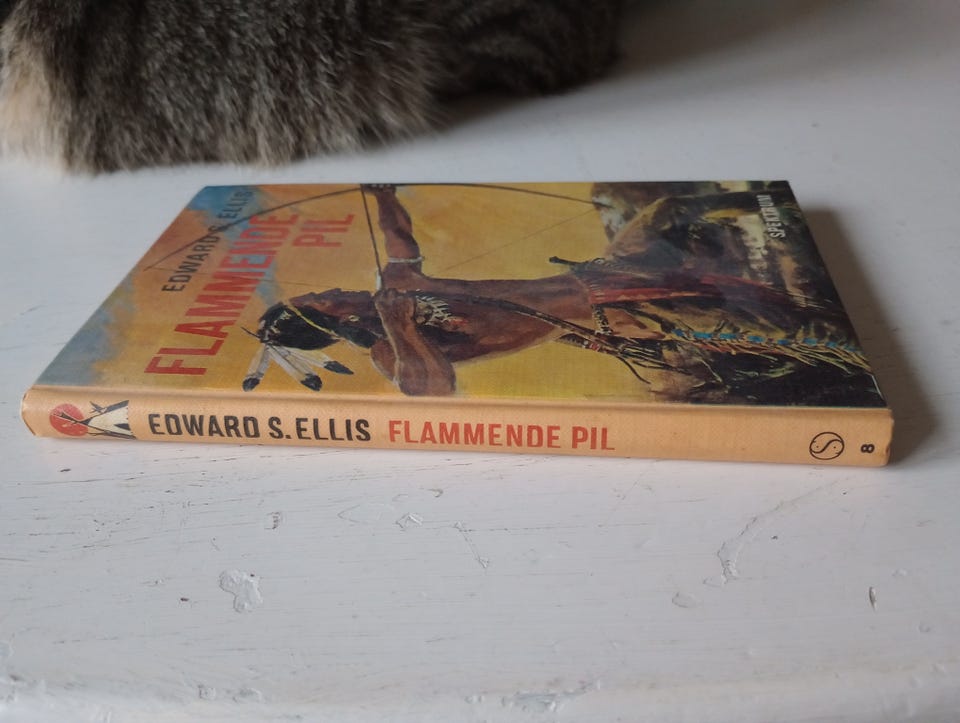 EDWARD S. ELLIS
FLAMMENDE
PIL
SPEKTRUM
EDWARD S. ELLIS FLAMMENDE PIL
S
8